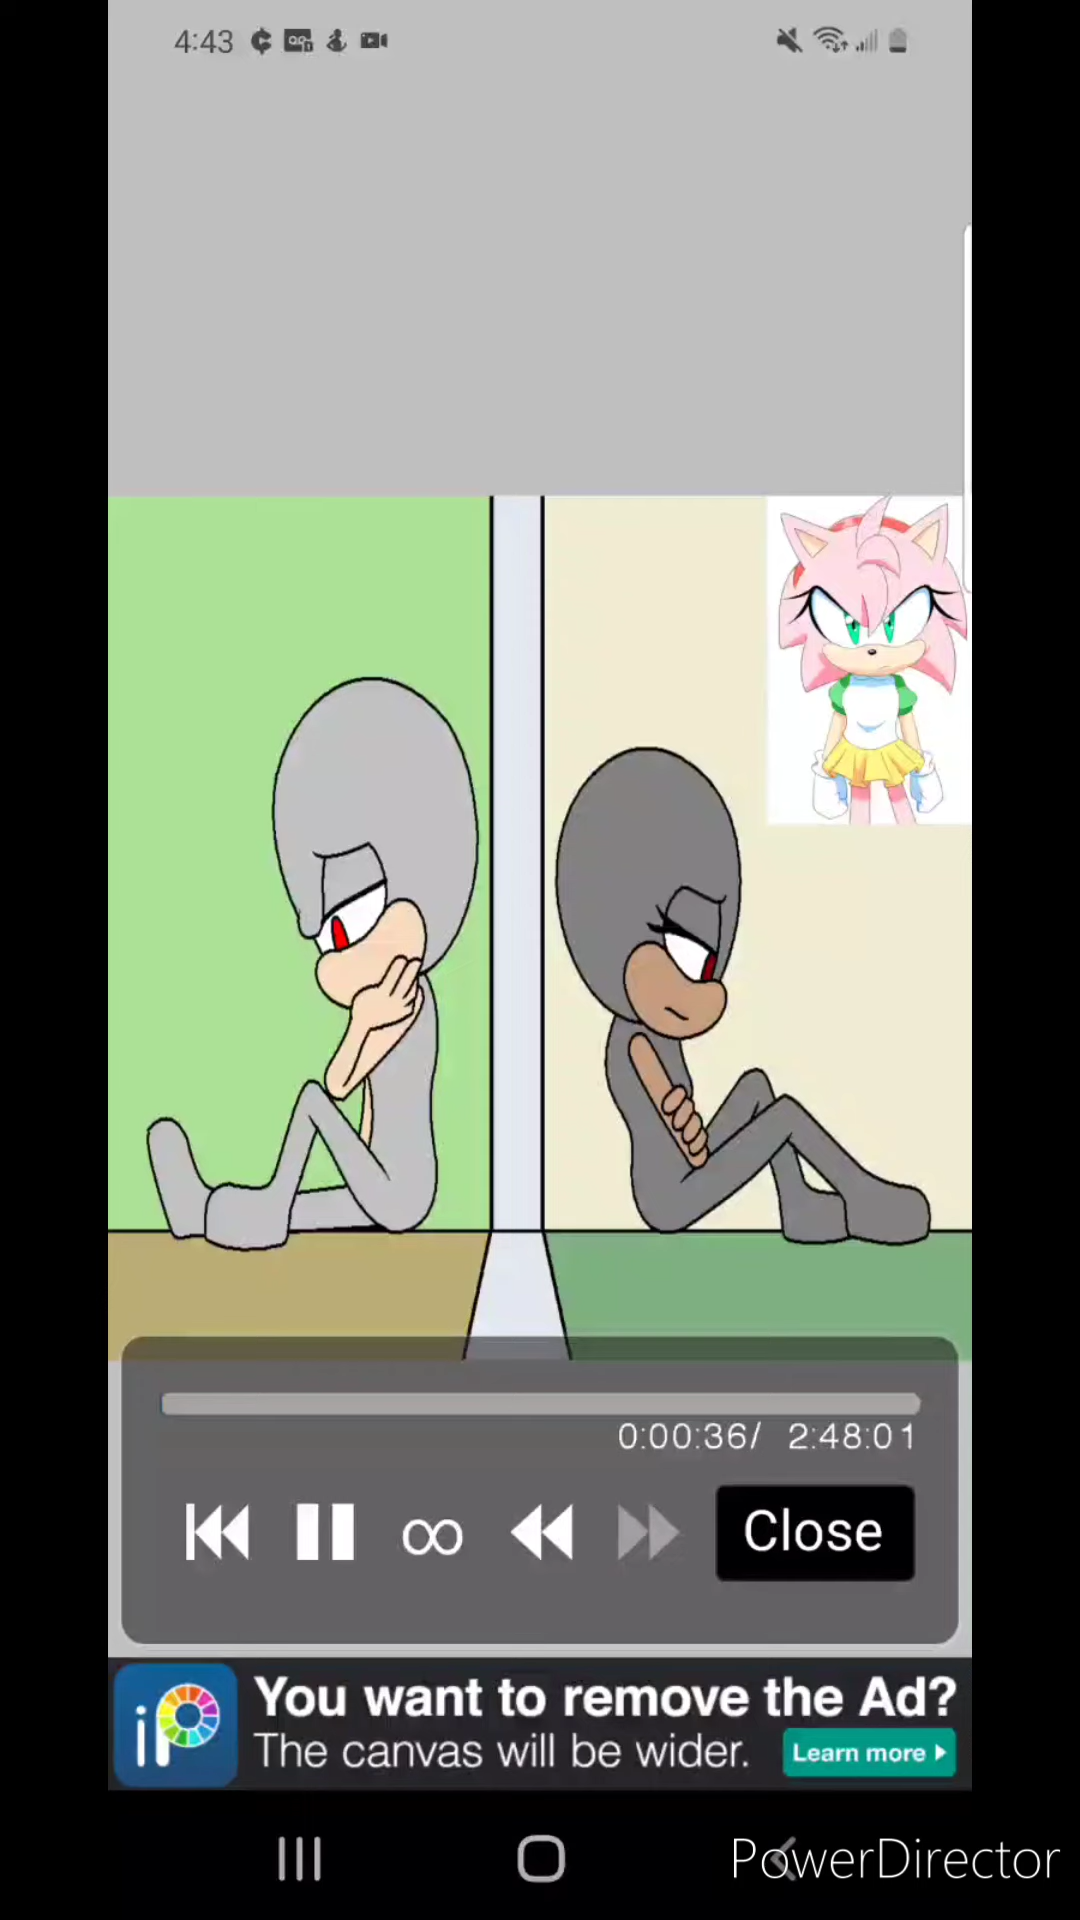 4:43
0:00:36/ 2:48:01
Close
iP
You want to remove the Ad?
The canvas will be wider.
Learn more
PowerDirector